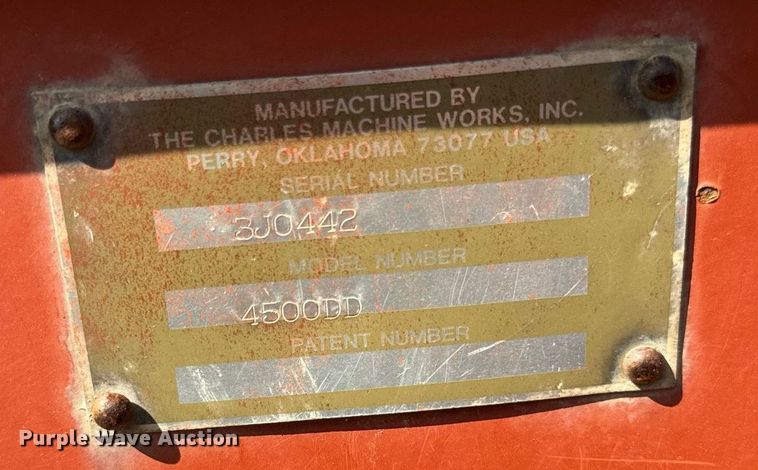 MANUFACTURED BY
THE CHARLES MACHINE WORKS, INC.
PERRY, OKLAHOMA 73077 USA
SERIAL NUMBER
3J0442
MODEL NUMBER
4500DD
PATENT NUMBER
Purple Wave Auction